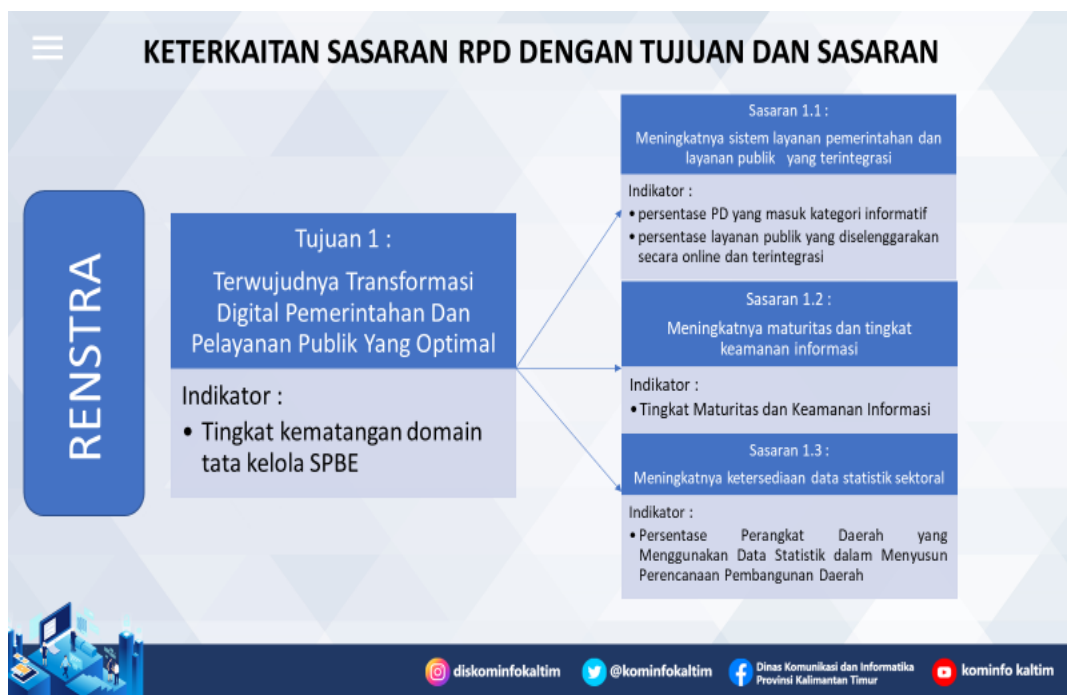 KETERKAITAN SASARAN RPD DENGAN TUJUAN DAN SASARAN
RENSTRA
Tujuan 1 :
Terwujudnya Transformasi
Digital Pemerintahan Dan
Pelayanan Publik Yang Optimal
Indikator :
• Tingkat kematangan domain
tata kelola SPBE
Sasaran 1.1 :
Meningkatnya sistem layanan pemerintahan dan
layanan publik yang terintegrasi
Indikator :
• persentase PD yang masuk kategori informatif
• persentase layanan publik yang diselenggarakan
secara online dan terintegrasi
Sasaran 1.2 :
Meningkatnya maturitas dan tingkat
keamanan informasi
Indikator :
• Tingkat Maturitas dan Keamanan Informasi
Sasaran 1.3 :
Meningkatnya ketersediaan data statistik sektoral
Indikator :
• Persentase Perangkat Daerah yang
Menggunakan Data Statistik dalam Menyusun
Perencanaan Pembangunan Daerah
diskominfokaltim
@kominfokaltim
Dinas Komunikasi dan Informatika
Provinsi Kalimantan Timur
kominfo kaltim